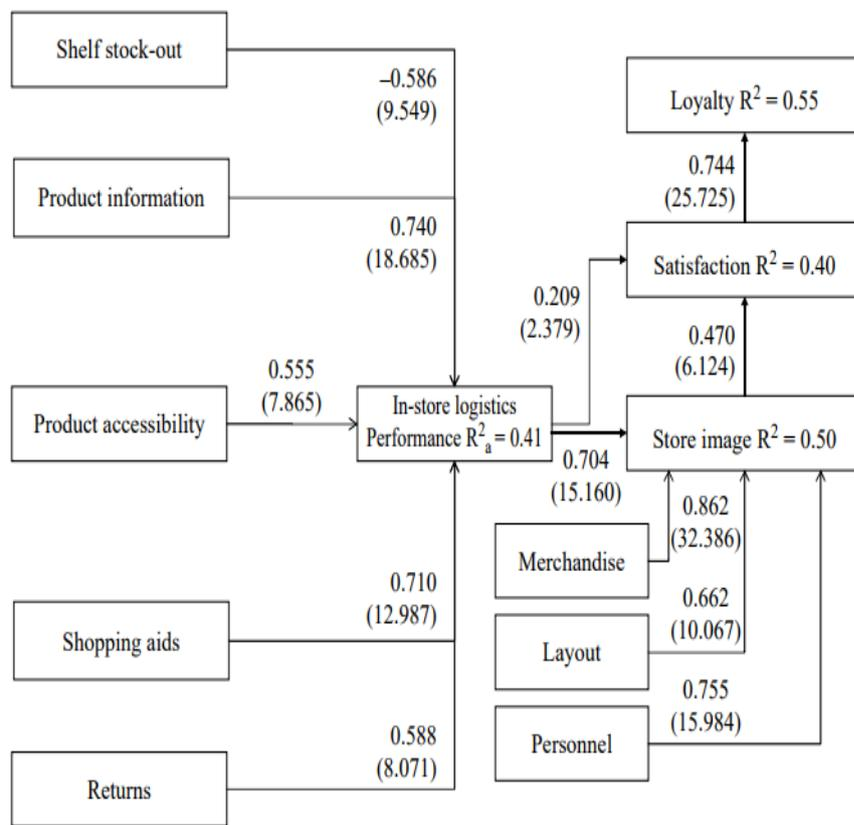 Shelf stock-out
–0.586
(9.549)
Loyalty R² = 0.55
Product information
0.740
(18.685)
0.744
(25.725)
Satisfaction R² = 0.40
0.209
(2.379)
0.470
(6.124)
Product accessibility
0.555
(7.865)
In-store logistics
Performance R²ₐ = 0.41
Store image R² = 0.50
0.704
(15.160)
Merchandise
0.862
(32.386)
Shopping aids
0.710
(12.987)
Layout
0.662
(10.067)
Personnel
0.755
(15.984)
Returns
0.588
(8.071)